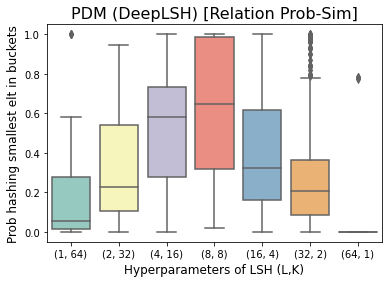 PDM (DeepLSH) [Relation Prob-Sim]
Prob hashing smallest elt in buckets
1.0
0.8
0.6
0.4
0.2
0.0
(1, 64) (2, 32) (4, 16) (8, 8) (16, 4) (32, 2) (64, 1)
Hyperparameters of LSH (L,K)